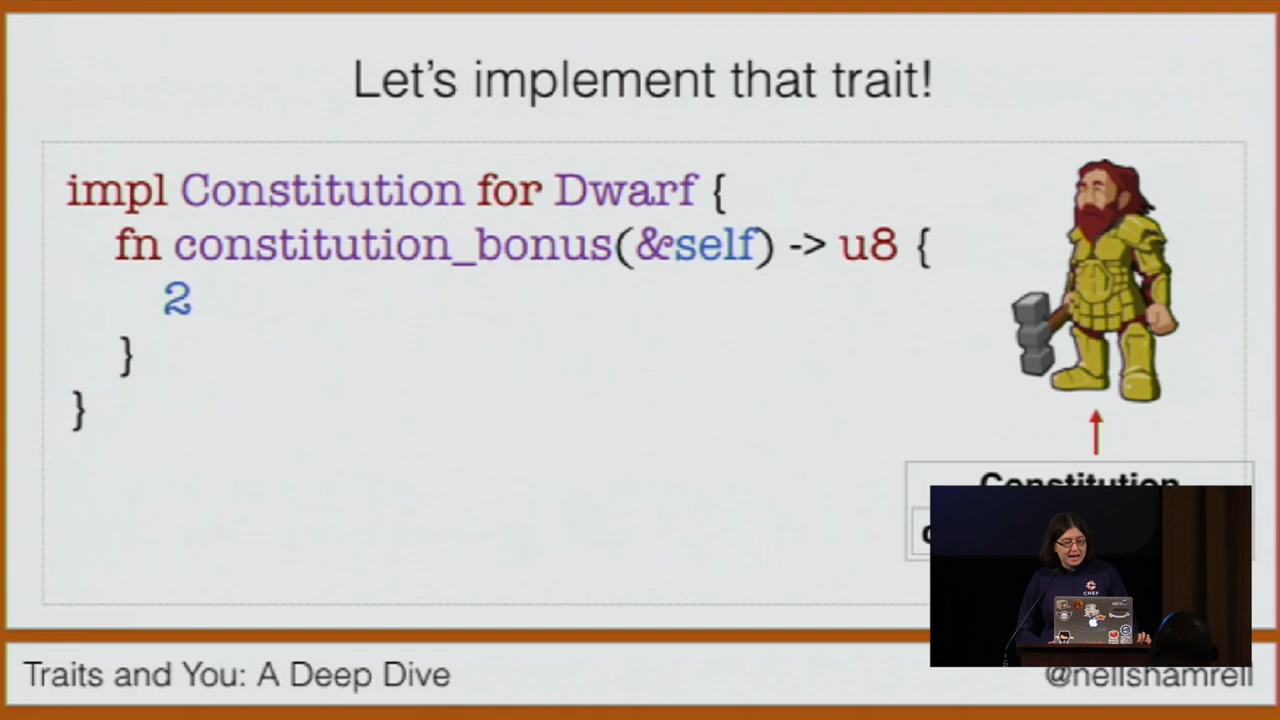 Let's implement that trait!
impl Constitution for Dwarf {
fn constitution_bonus(&self) -> u8 {
2
}
}
Constitution
CHEF
Traits and You: A Deep Dive
@nellshamrell